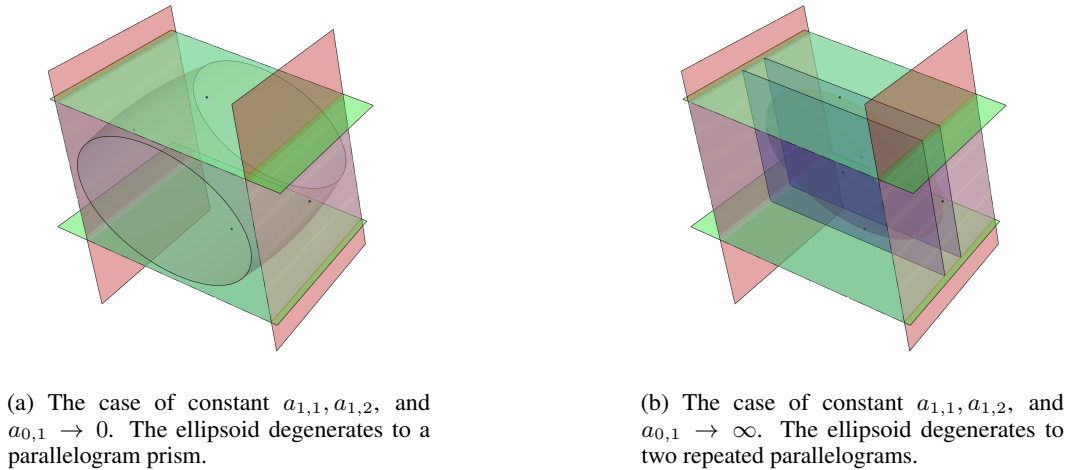 (a) The case of constant a_{1,1}, a_{1,2}, and
a_{0,1} → 0. The ellipsoid degenerates to a
parallelogram prism.
(b) The case of constant a_{1,1}, a_{1,2}, and
a_{0,1} → ∞. The ellipsoid degenerates to
two repeated parallelograms.